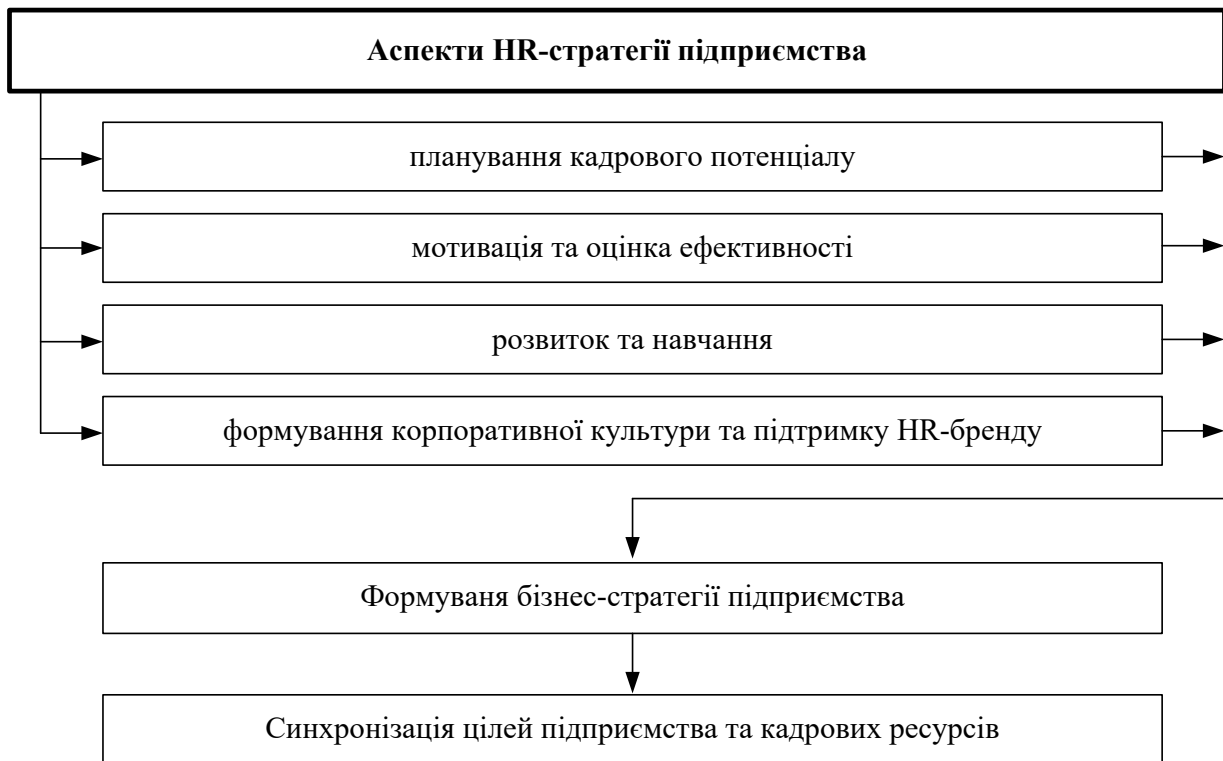 Аспекти HR-стратегії підприємства
планування кадрового потенціалу
мотивація та оцінка ефективності
розвиток та навчання
формування корпоративної культури та підтримку HR-бренду
Формуваня бізнес-стратегії підприємства
Синхронізація цілей підприємства та кадрових ресурсів